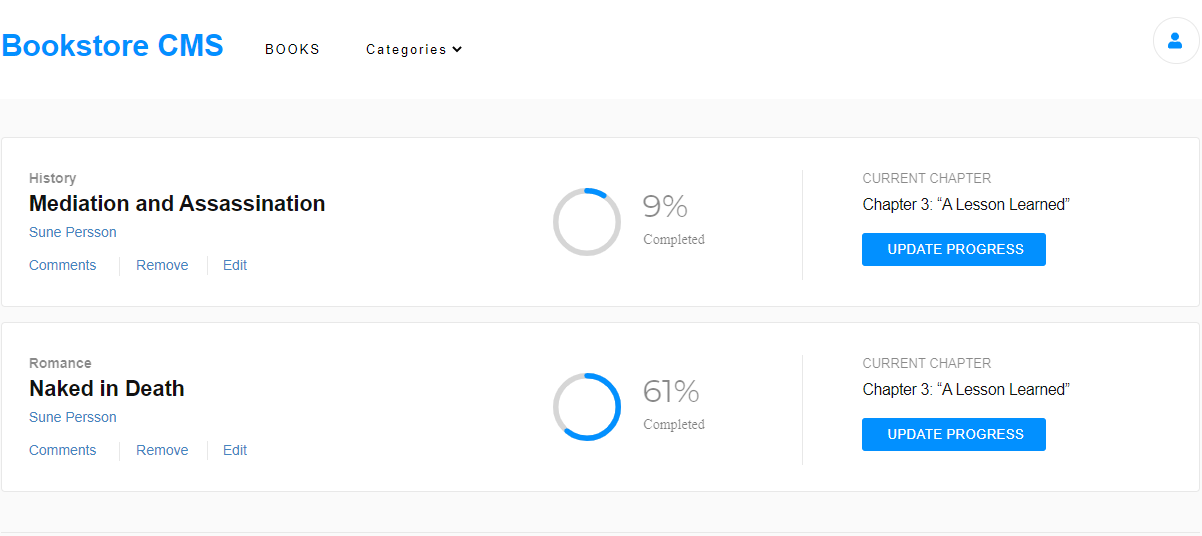 Bookstore CMS
BOOKS
Categories
History
Mediation and Assassination
Sune Persson
Comments
Remove
Edit
9%
Completed
CURRENT CHAPTER
Chapter 3: “A Lesson Learned”
UPDATE PROGRESS
Romance
Naked in Death
Sune Persson
Comments
Remove
Edit
61%
Completed
CURRENT CHAPTER
Chapter 3: “A Lesson Learned”
UPDATE PROGRESS